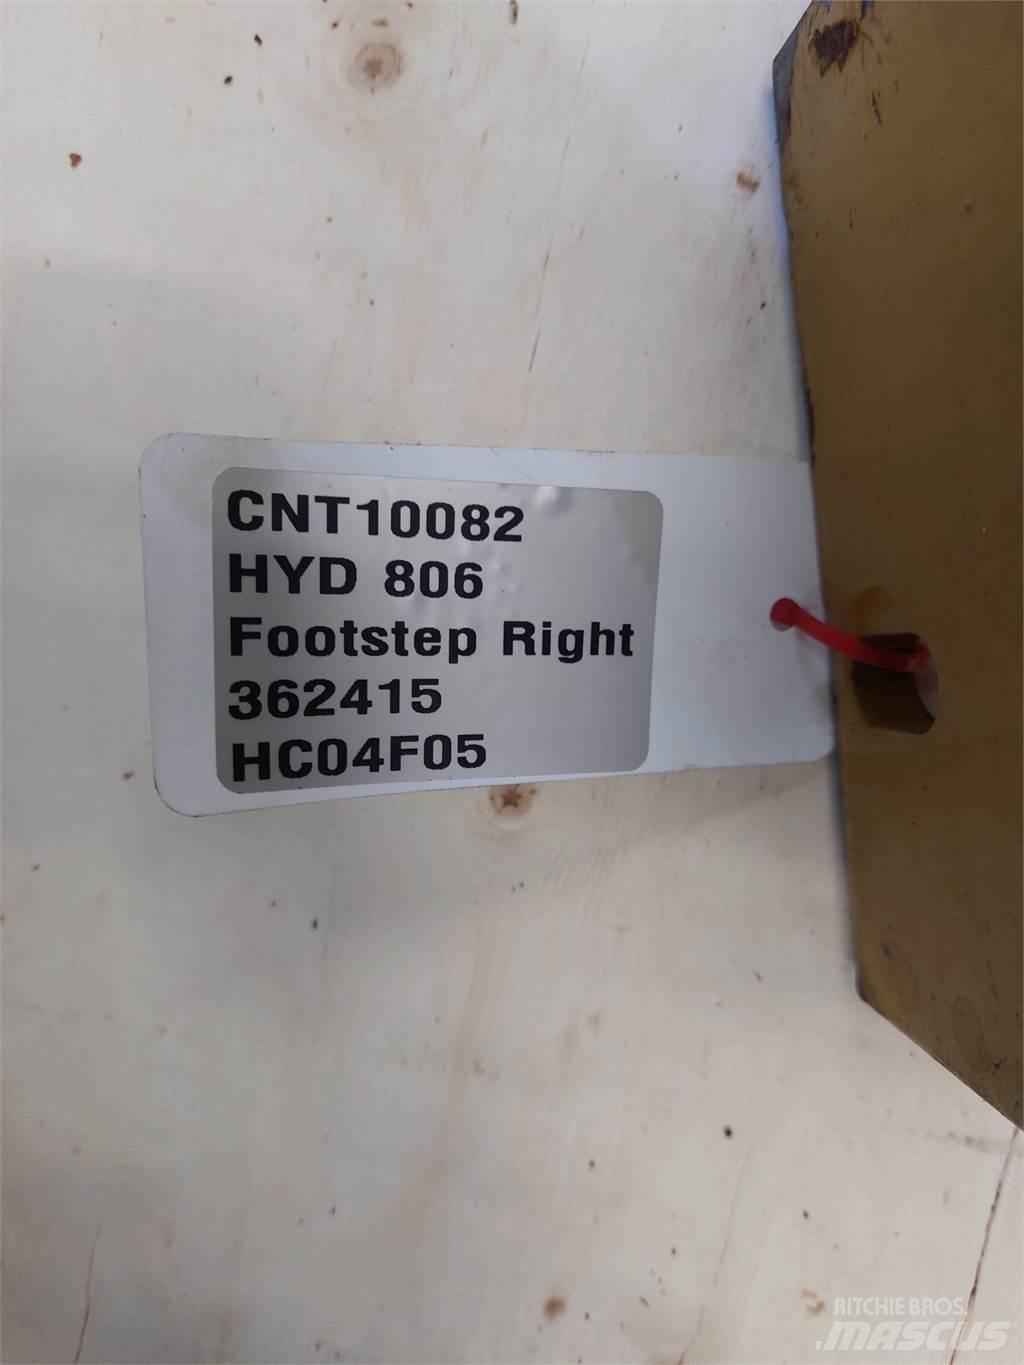 CNT10082
HYD 806
Footstep Right
362415
HC04F05
RITCHIE BROS.
MASCUS